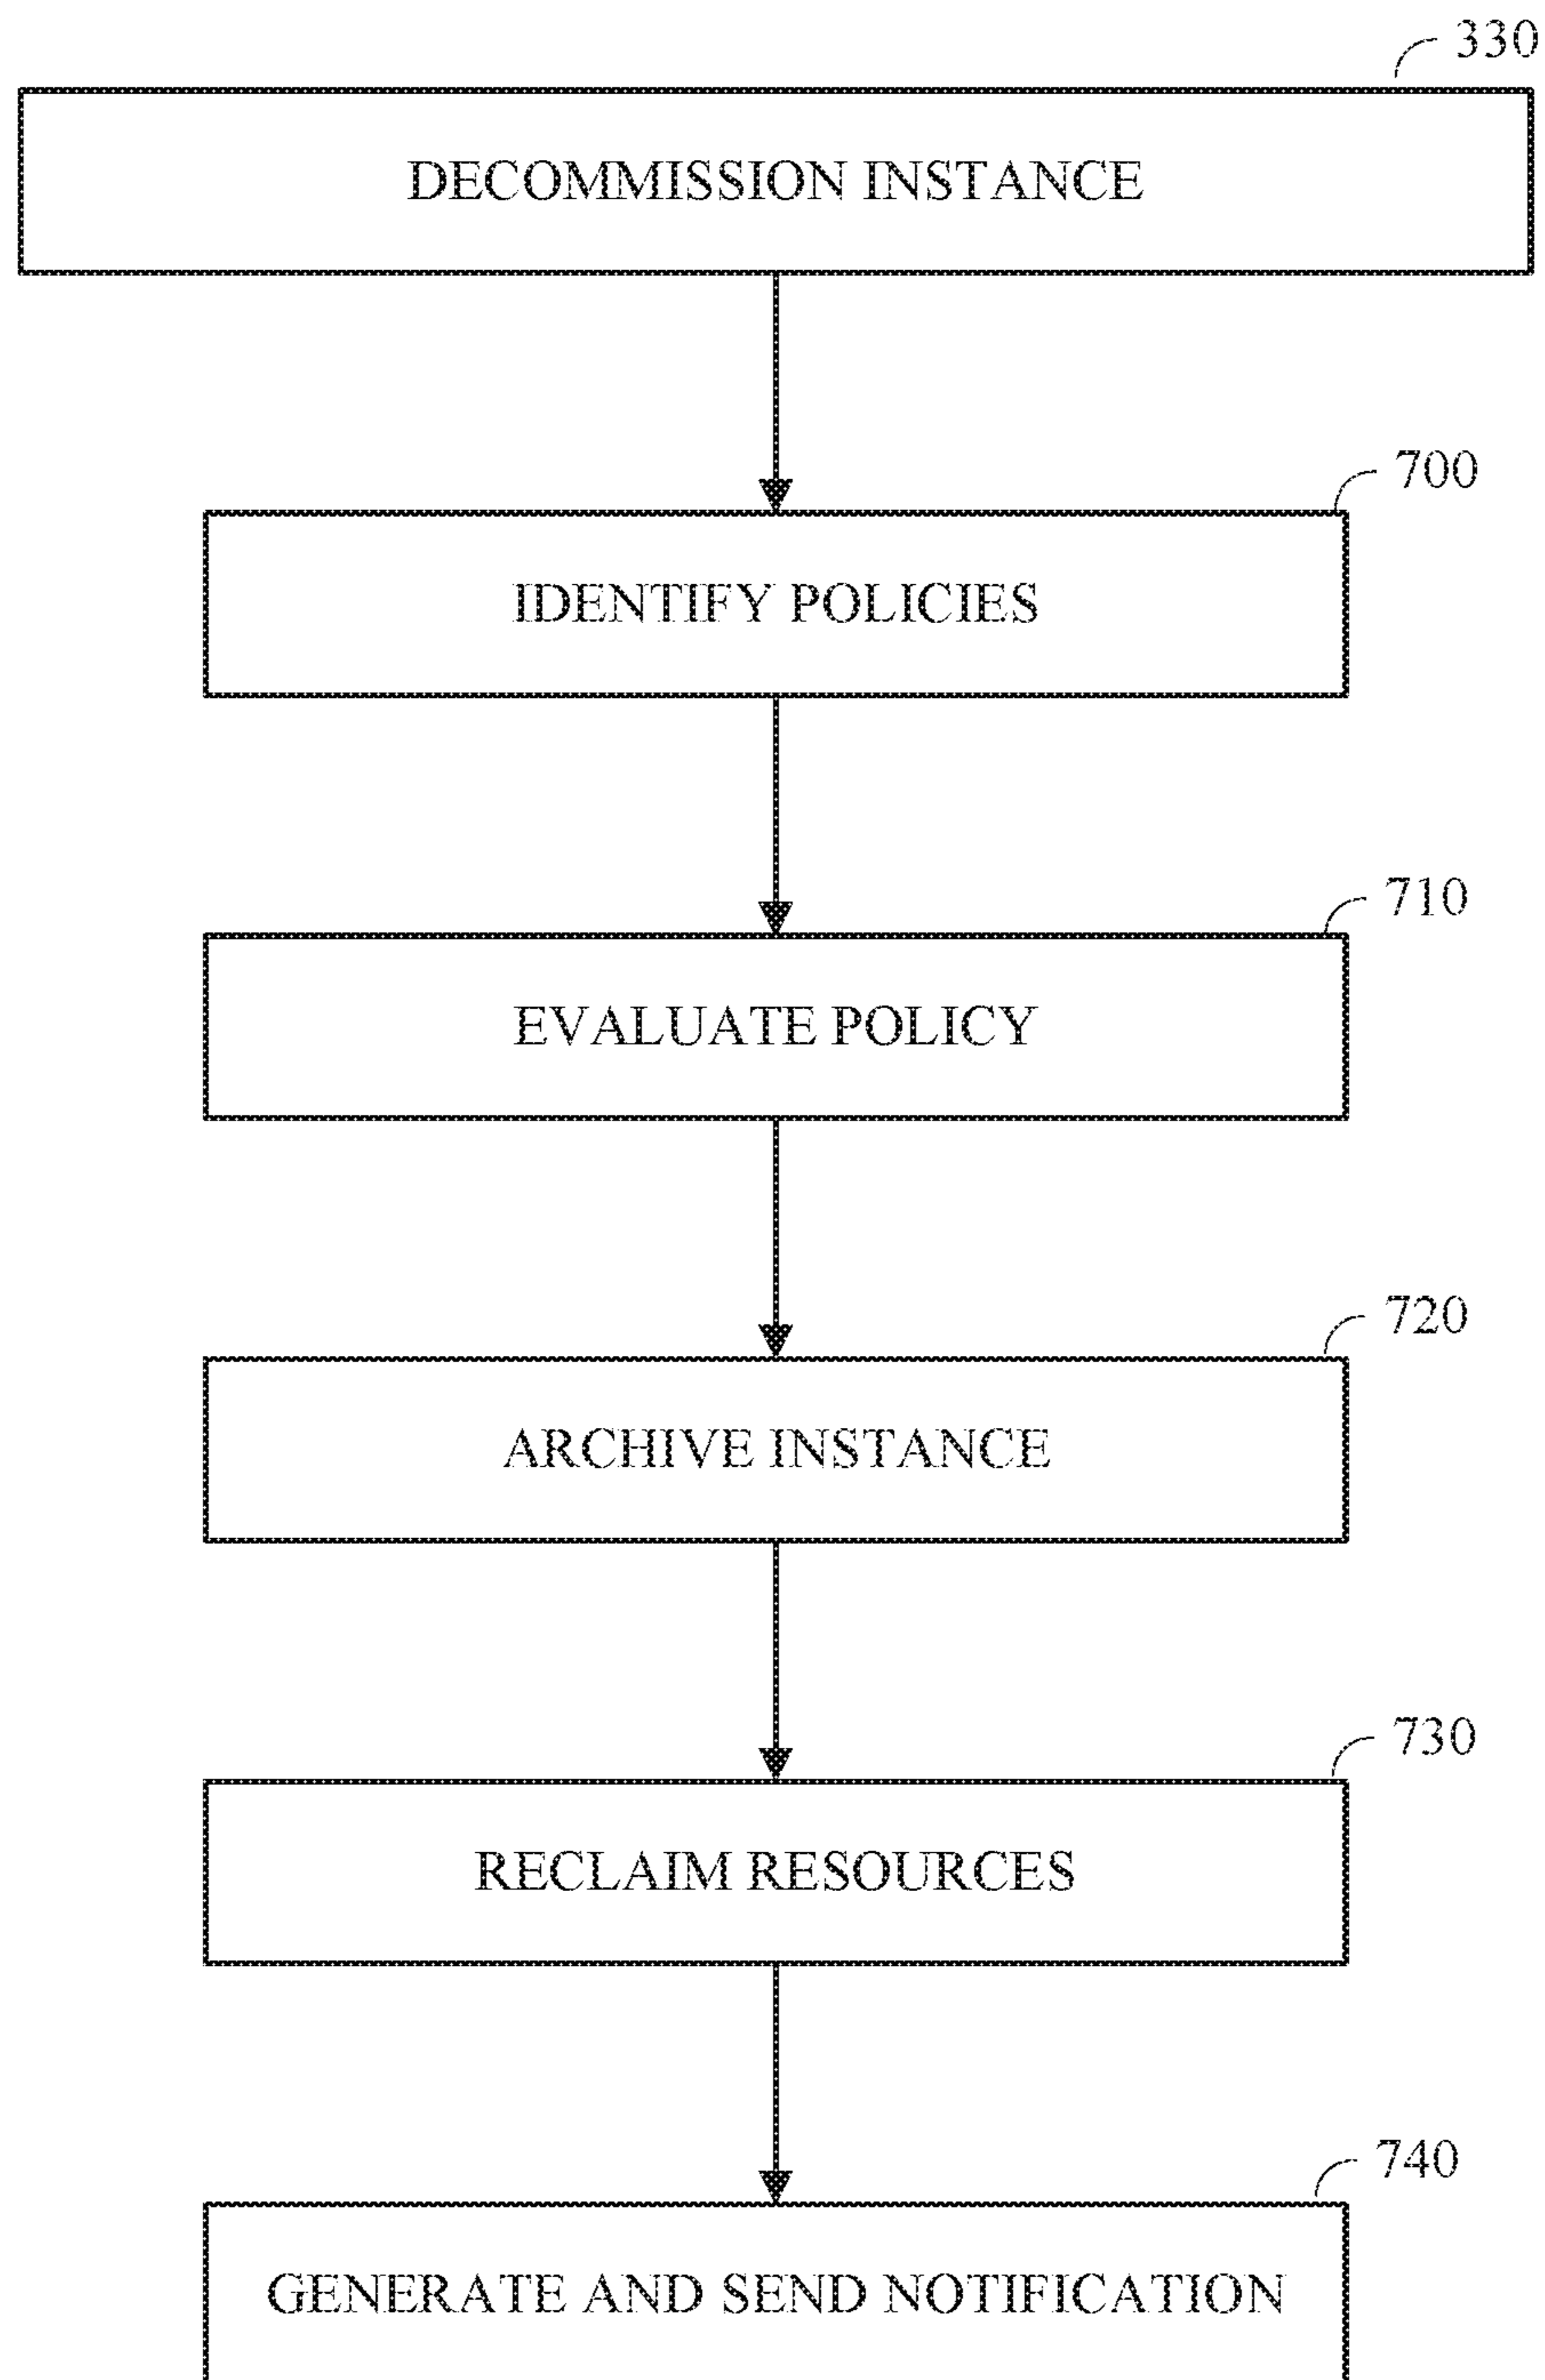 330
DECOMMISSION INSTANCE
700
IDENTIFY POLICIES
710
EVALUATE POLICY
720
ARCHIVE INSTANCE
730
RECLAIM RESOURCES
740
GENERATE AND SEND NOTIFICATION